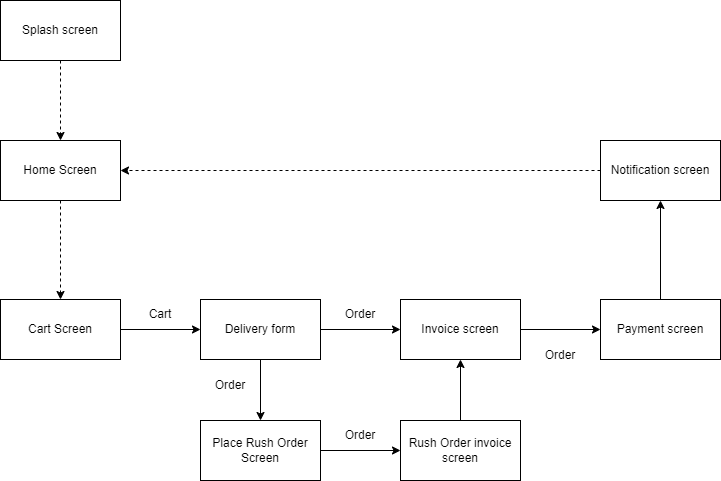 Splash screen
Home Screen
Notification screen
Cart Screen
Cart
Delivery form
Order
Invoice screen
Order
Payment screen
Order
Place Rush Order
Screen
Order
Rush Order invoice
screen